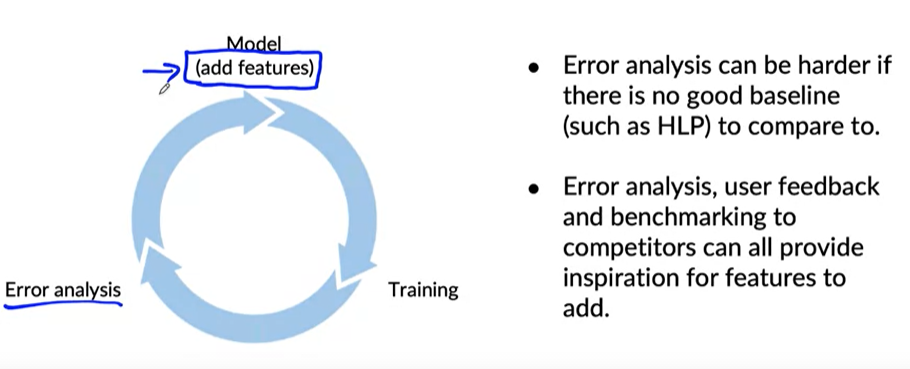 Model
(add features)
Error analysis
Training
● Error analysis can be harder if
there is no good baseline
(such as HLP) to compare to.
● Error analysis, user feedback
and benchmarking to
competitors can all provide
inspiration for features to
add.